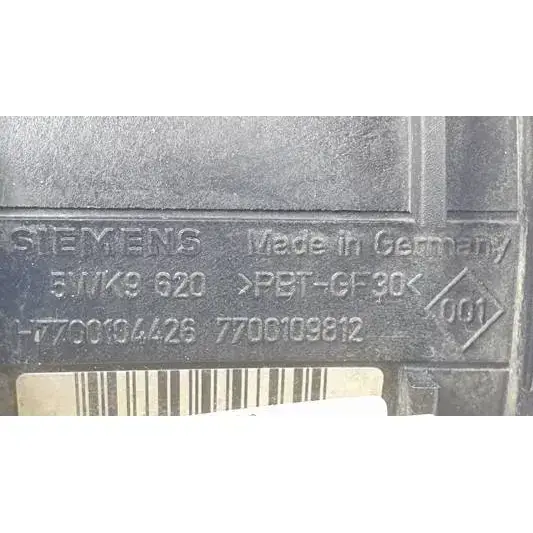 SIEMENS Made in Germany
5WK9 620 >PBT-GF30< 001
H7700104426 7700109812